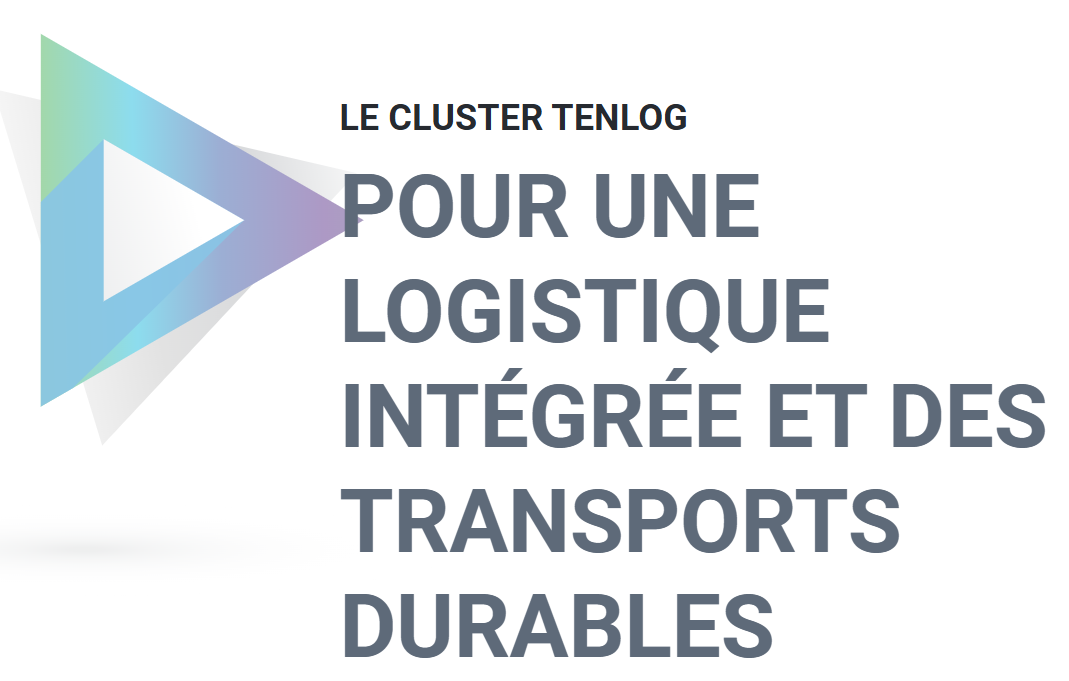 LE CLUSTER TENLOG
POUR UNE
LOGISTIQUE
INTÉGRÉE ET DES
TRANSPORTS
DURABLES